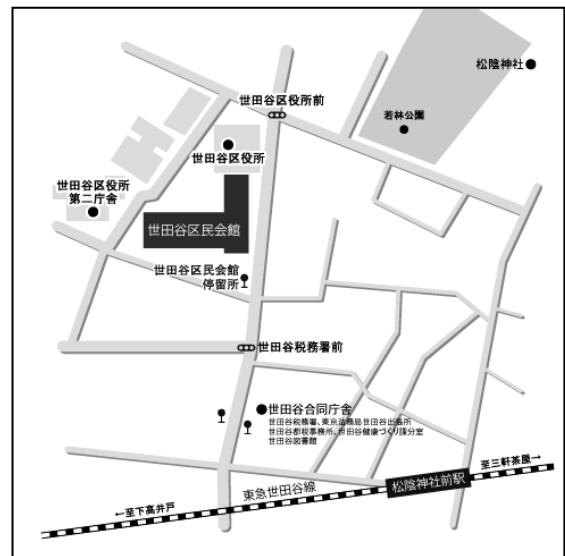 松陰神社
世田谷区役所前
若林公園
世田谷区役所
世田谷区役所
第二庁舎
世田谷区民会館
世田谷区民会館
停留所
世田谷税務署前
世田谷合同庁舎
世田谷税務署、東京法務局世田谷出張所
世田谷都税事務所、世田谷健康づくり課分室
世田谷図書館
至三軒茶屋→
松陰神社前駅
東急世田谷線
←至下高井戸